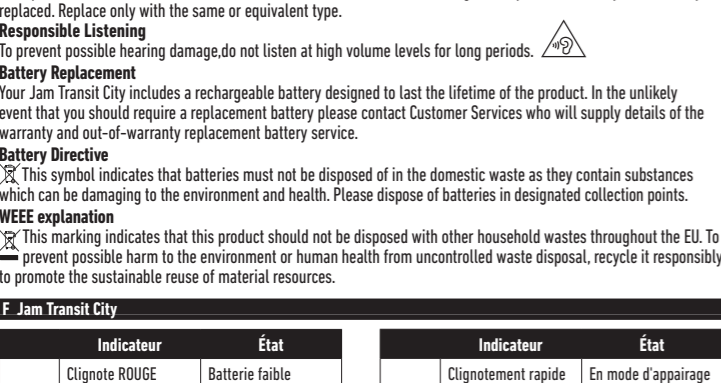 replaced. Replace only with the same or equivalent type.
Responsible Listening
To prevent possible hearing damage,do not listen at high volume levels for long periods.
Battery Replacement
Your Jam Transit City includes a rechargeable battery designed to last the lifetime of the product. In the unlikely
event that you should require a replacement battery please contact Customer Services who will supply details of the
warranty and out-of-warranty replacement battery service.
Battery Directive
This symbol indicates that batteries must not be disposed of in the domestic waste as they contain substances
which can be damaging to the environment and health. Please dispose of batteries in designated collection points.
WEEE explanation
This marking indicates that this product should not be disposed with other household wastes throughout the EU. To
prevent possible harm to the environment or human health from uncontrolled waste disposal, recycle it responsibly
to promote the sustainable reuse of material resources.
F Jam Transit City
Indicateur État Indicateur État
Clignote ROUGE Batterie faible Clignotement rapide En mode d'appairage